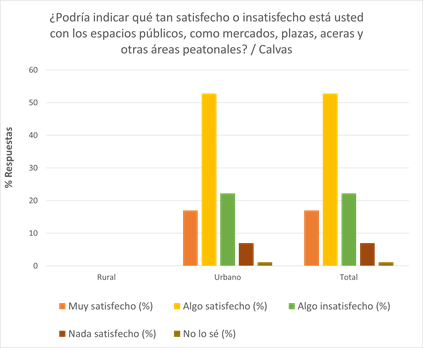 ¿Podría indicar qué tan satisfecho o insatisfecho está usted
con los espacios públicos, como mercados, plazas, aceras y
otras áreas peatonales? / Calvas
% Respuestas
60
50
40
30
20
10
0
Rural
Urbano
Total
Muy satisfecho (%)
Algo satisfecho (%)
Algo insatisfecho (%)
Nada satisfecho (%)
No lo sé (%)